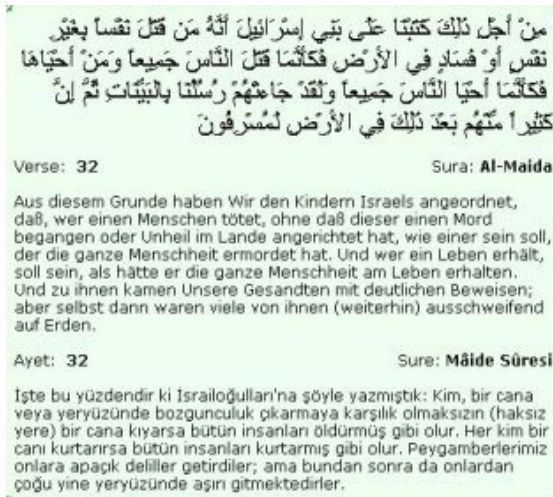 مِنْ أَجْلِ ذَلِكَ كَتَبْنَا عَلَى بَنِي إِسْرَائِيلَ أَنَّهُ مَن قَتَلَ نَفْساً بِغَيْرِ
نَفْسٍ أَوْ فَسَادٍ فِي الأَرْضِ فَكَأَنَّمَا قَتَلَ النَّاسَ جَمِيعاً وَمَنْ أَحْيَاهَا
فَكَأَنَّمَا أَحْيَا النَّاسَ جَمِيعاً وَلَقَدْ جَاءتْهُمْ رُسُلُنَا بِالبَيِّنَاتِ ثُمَّ إِنَّ
كَثِيراً مِّنْهُم بَعْدَ ذَلِكَ فِي الأَرْضِ لَمُسْرِفُونَ
Verse: 32 Sura: Al-Maida
Aus diesem Grunde haben Wir den Kindern Israels angeordnet,
daß, wer einen Menschen tötet, ohne daß dieser einen Mord
begangen oder Unheil im Lande angerichtet hat, wie einer sein soll,
der die ganze Menschheit ermordet hat. Und wer ein Leben erhält,
soll sein, als hätte er die ganze Menschheit am Leben erhalten.
Und zu ihnen kamen Unsere Gesandten mit deutlichen Beweisen;
aber selbst dann waren viele von ihnen (weiterhin) ausschweifend
auf Erden.
Ayet: 32 Sure: Mâide Sûresi
İşte bu yüzdendir ki İsrailoğulları'na şöyle yazmıştık: Kim, bir cana
veya yeryüzünde bozgunculuk çıkarmaya karşılık olmaksızın (haksız
yere) bir cana kıyarsa bütün insanları öldürmüş gibi olur. Her kim bir
canı kurtarırsa bütün insanları kurtarmış gibi olur. Peygamberlerimiz
onlara apaçık deliller getirdiler; ama bundan sonra da onlardan
çoğu yine yeryüzünde aşırı gitmektedirler.